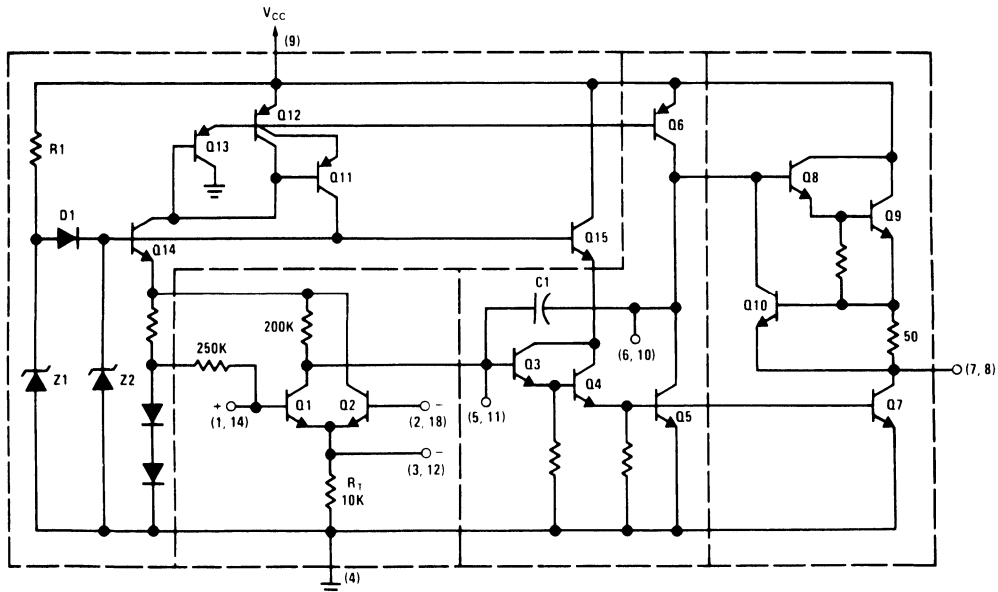 VCC
(9)
Q12
Q13
Q6
R1
Q11
Q8
D1
Q9
Q14
Q15
C1
Q10
200K
50
250K
(6, 10)
Q3
(7, 8)
Z1
Z2
Q4
+
Q1
Q2
−
(1, 14)
(2, 18)
(5, 11)
Q5
Q7
−
(3, 12)
RT
10K
(4)